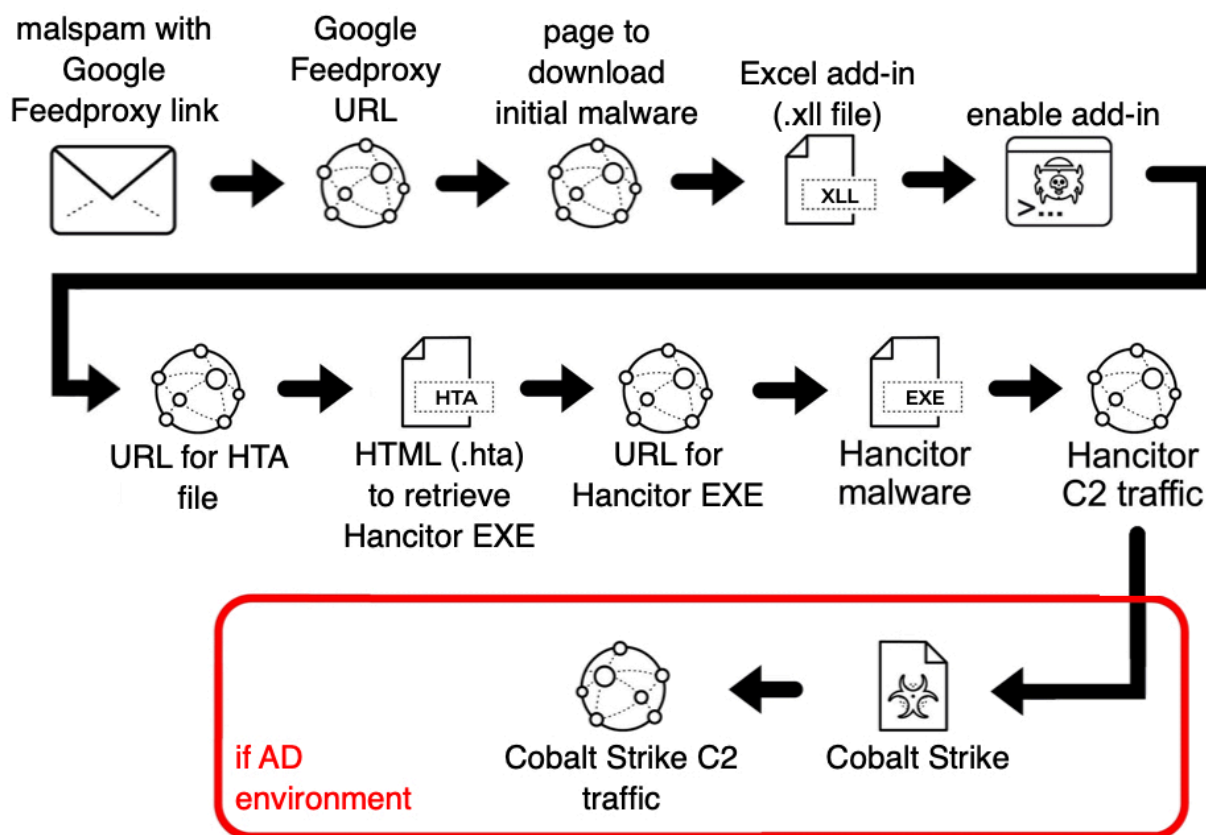 malspam with
Google
Feedproxy link
Google
Feedproxy
URL
page to
download
initial malware
Excel add-in
(.xll file)
enable add-in
XLL
>...
HTA
EXE
URL for HTA
file
HTML (.hta)
to retrieve
Hancitor EXE
URL for
Hancitor EXE
Hancitor
malware
Hancitor
C2 traffic
if AD
environment
Cobalt Strike C2
traffic
Cobalt Strike